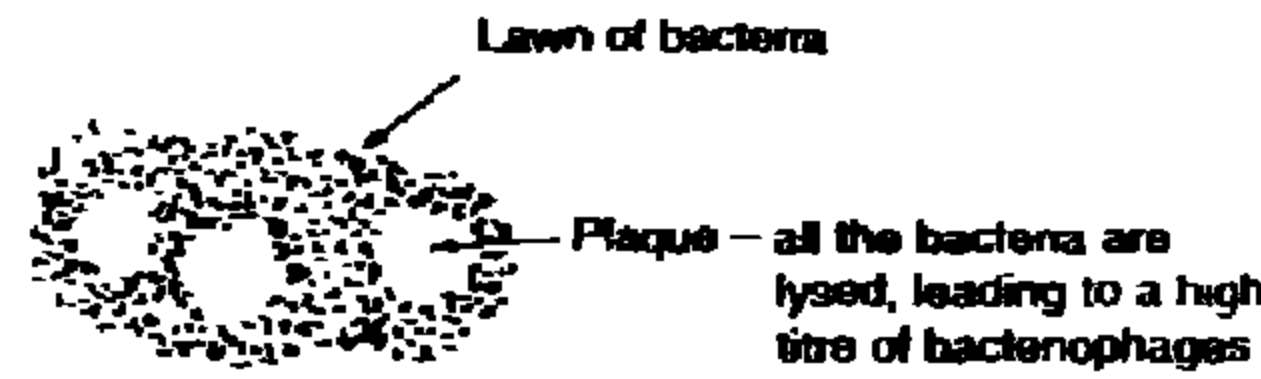 Lawn of bacteria
Plaque — all the bacteria are
lysed, leading to a high
titre of bacteriophages